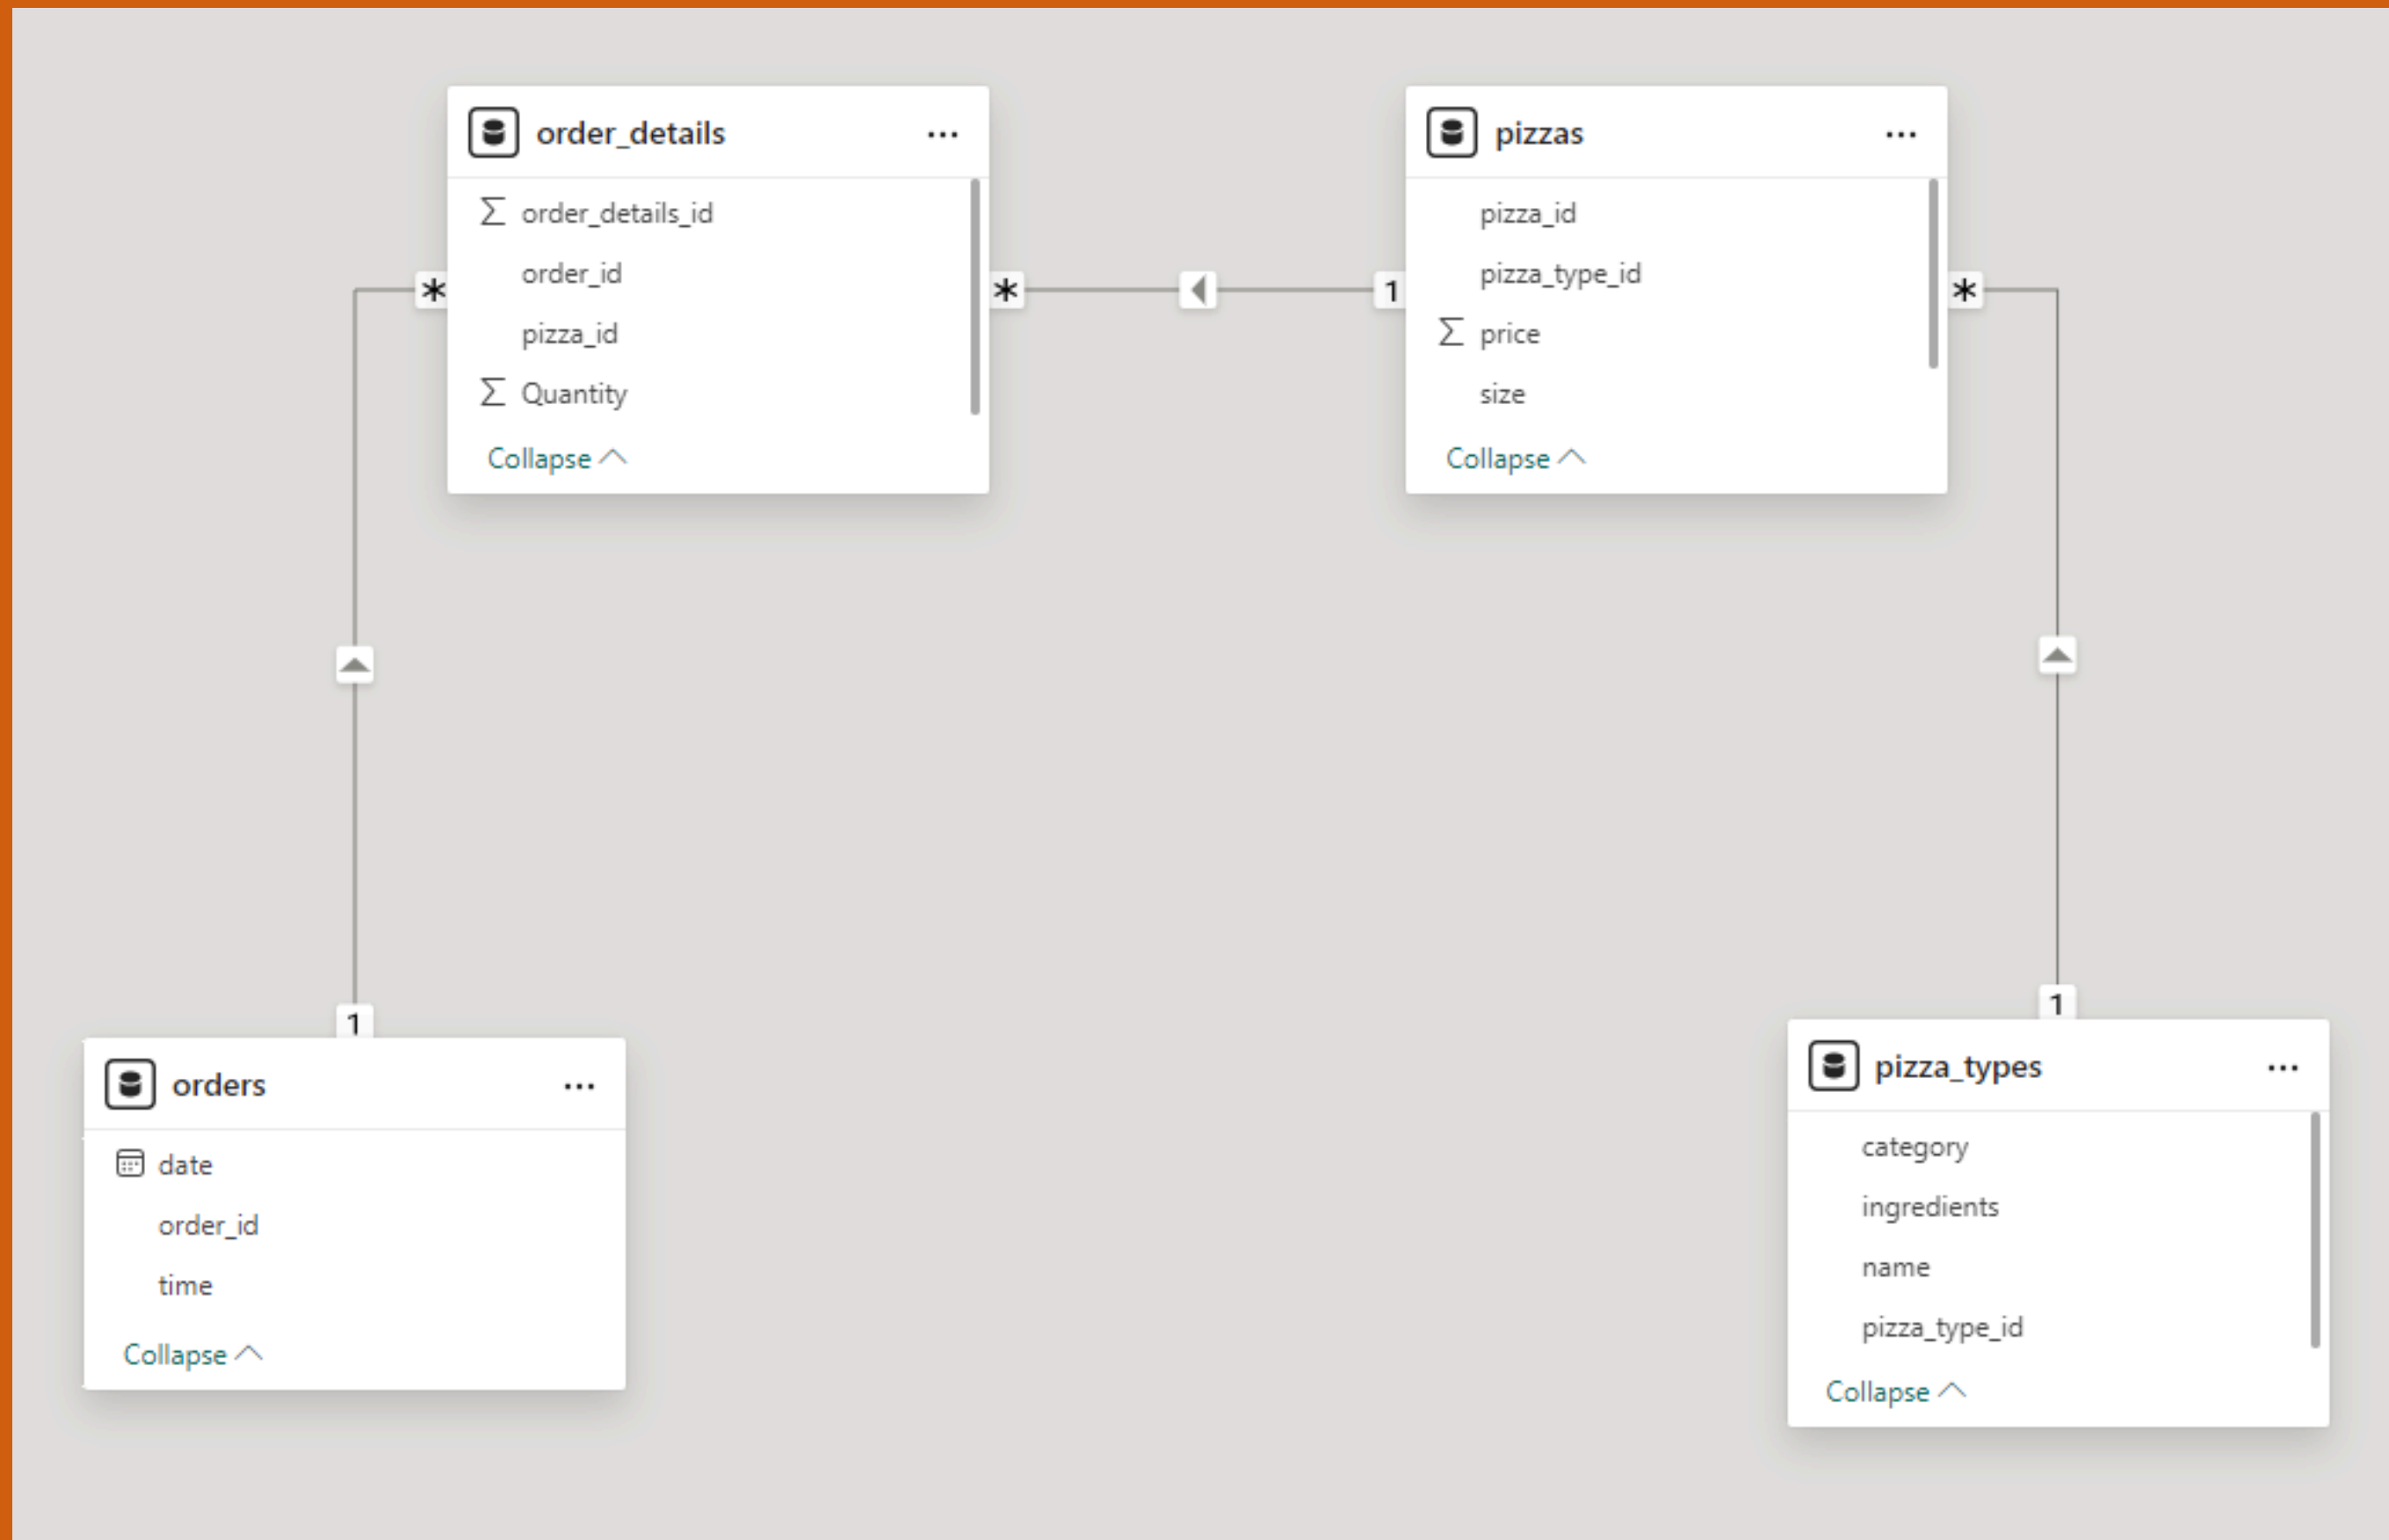 order_details
...
order_details_id
order_id
pizza_id
Quantity
Collapse
pizzas
...
pizza_id
pizza_type_id
price
size
Collapse
*
*
1
*
1
1
orders
...
date
order_id
time
Collapse
pizza_types
...
category
ingredients
name
pizza_type_id
Collapse